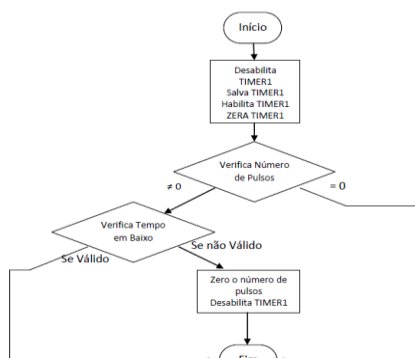 Início
Desabilita
TIMER1
Salva TIMER1
Habilita TIMER1
ZERA TIMER1
Verifica Número
de Pulsos
≠ 0
= 0
Verifica Tempo
em Baixo
Se Válido
Se não Válido
Zero o número de
pulsos
Desabilita TIMER1